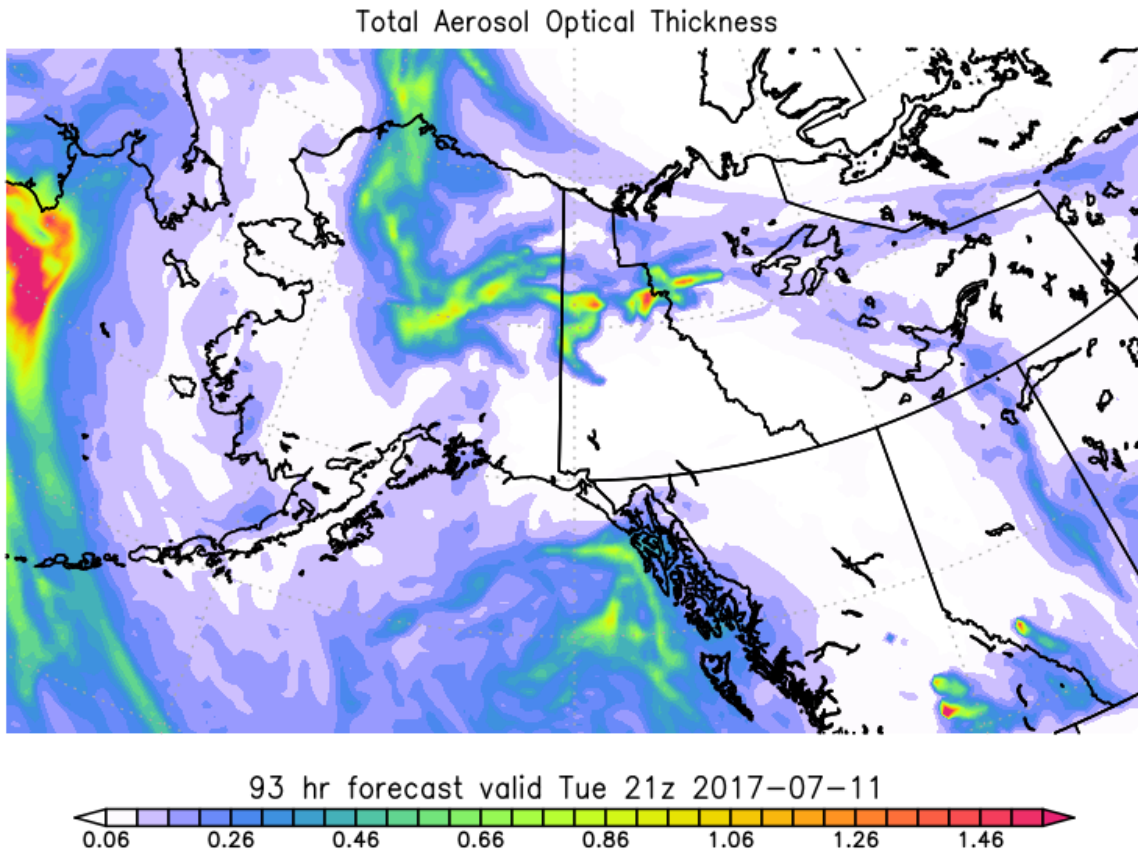 Total Aerosol Optical Thickness
93 hr forecast valid Tue 21z 2017-07-11
0.06 0.26 0.46 0.66 0.86 1.06 1.26 1.46